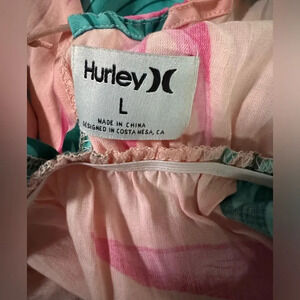 Hurley
L
MADE IN CHINA
DESIGNED IN COSTA MESA, CA